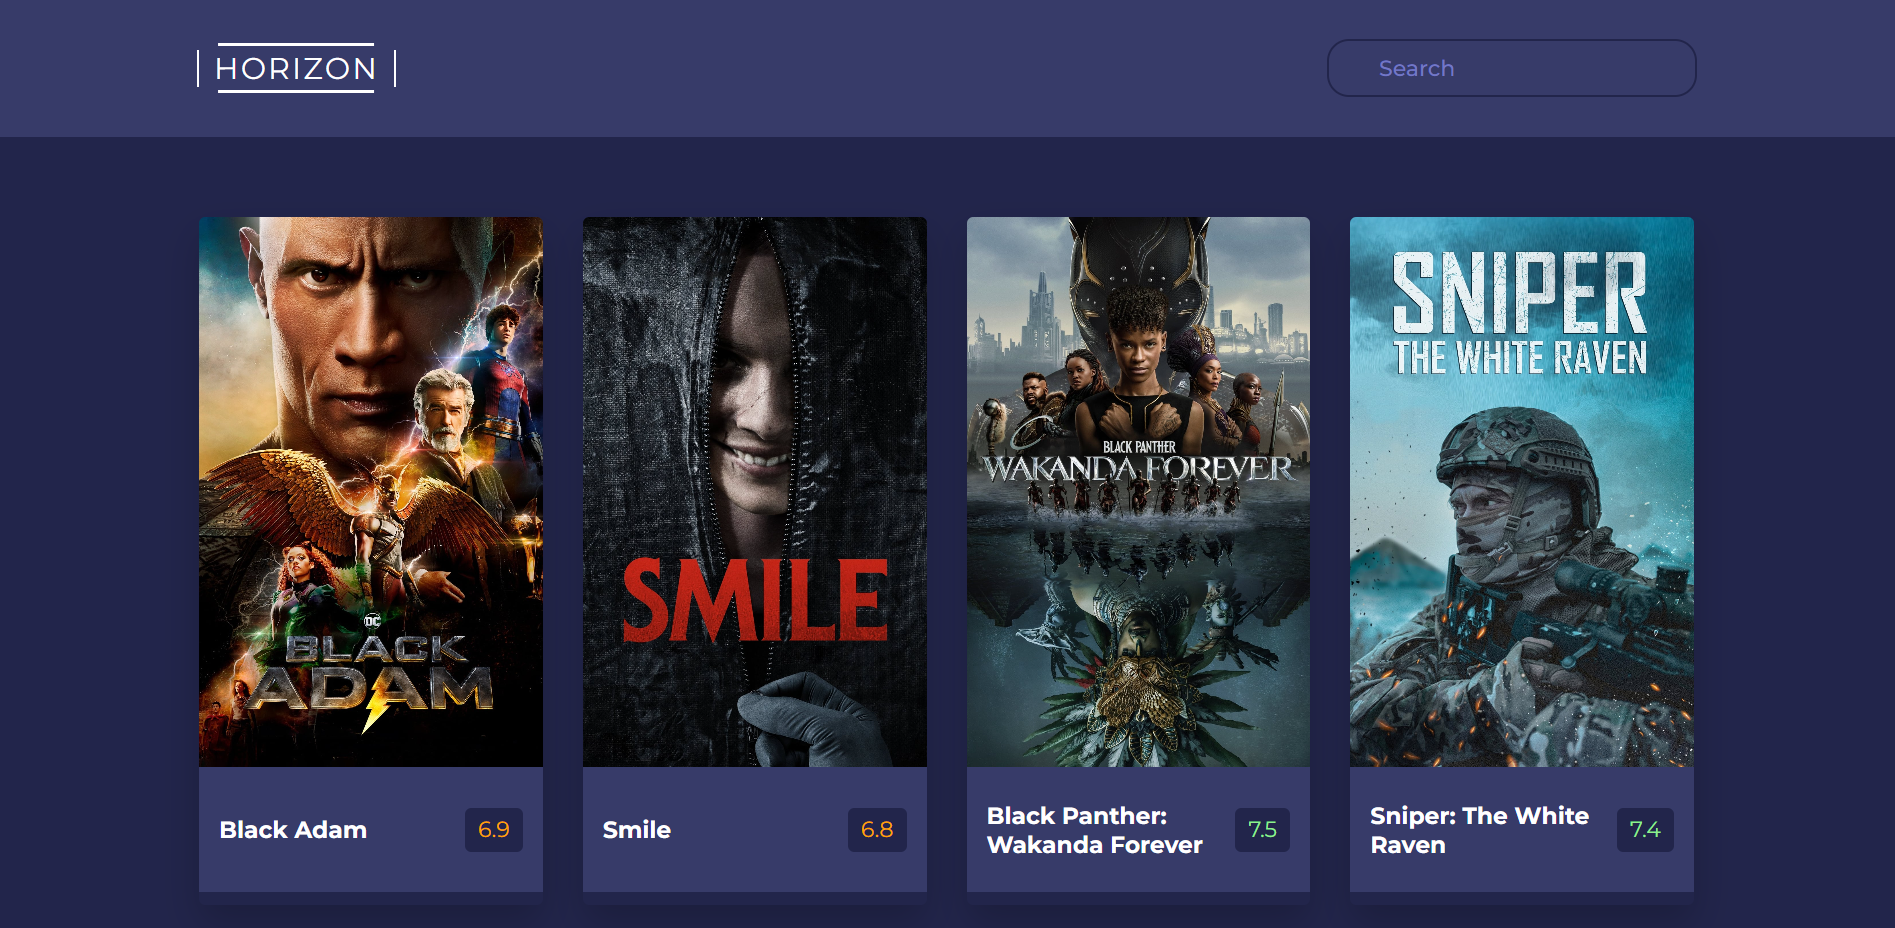 HORIZON
Search
DC
BLACK
ADAM
SMILE
BLACK PANTHER
WAKANDA FOREVER
SNIPER
THE WHITE RAVEN
Black Adam
6.9
Smile
6.8
Black Panther:
Wakanda Forever
7.5
Sniper: The White
Raven
7.4